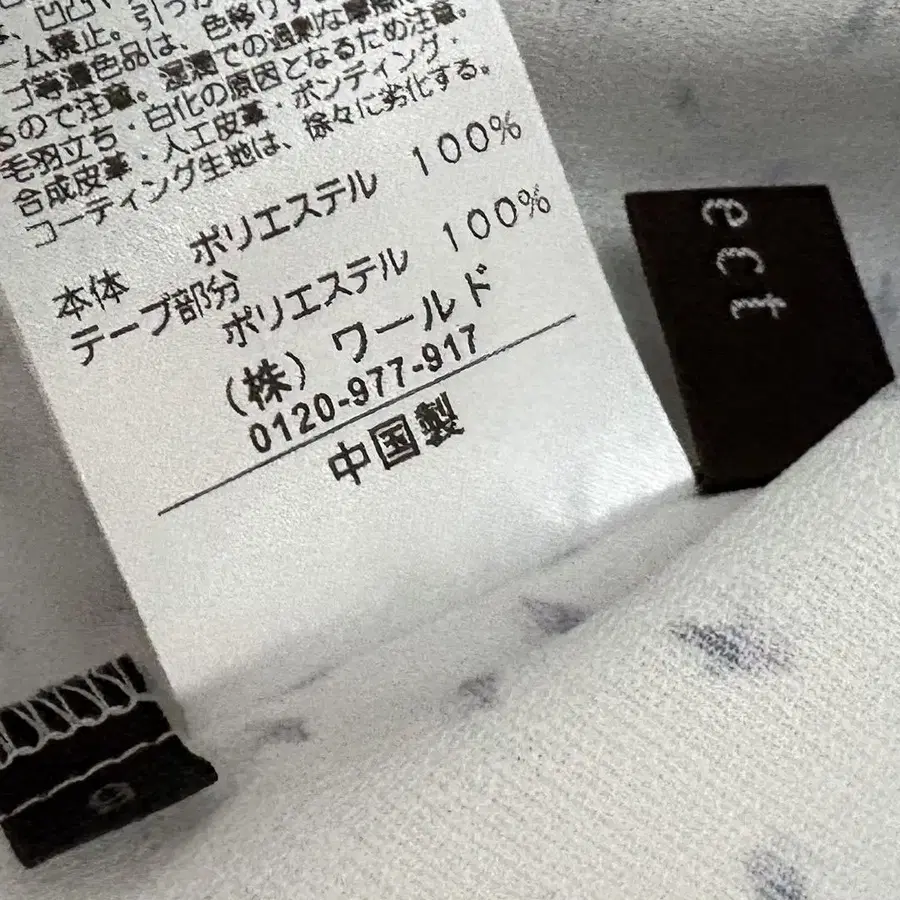 ーム禁止。引っか
ゴ等濃色品は、色移りす
るので注意。湿潤での過剰な摩擦は
毛羽立ち・白化の原因となるため注意。
合成皮革・人工皮革・ボンディング・
コーティング生地は、徐々に劣化する。
本体 ポリエステル 100%
テープ部分
ポリエステル 100%
(株) ワールド
0120-977-917
中国製
ect